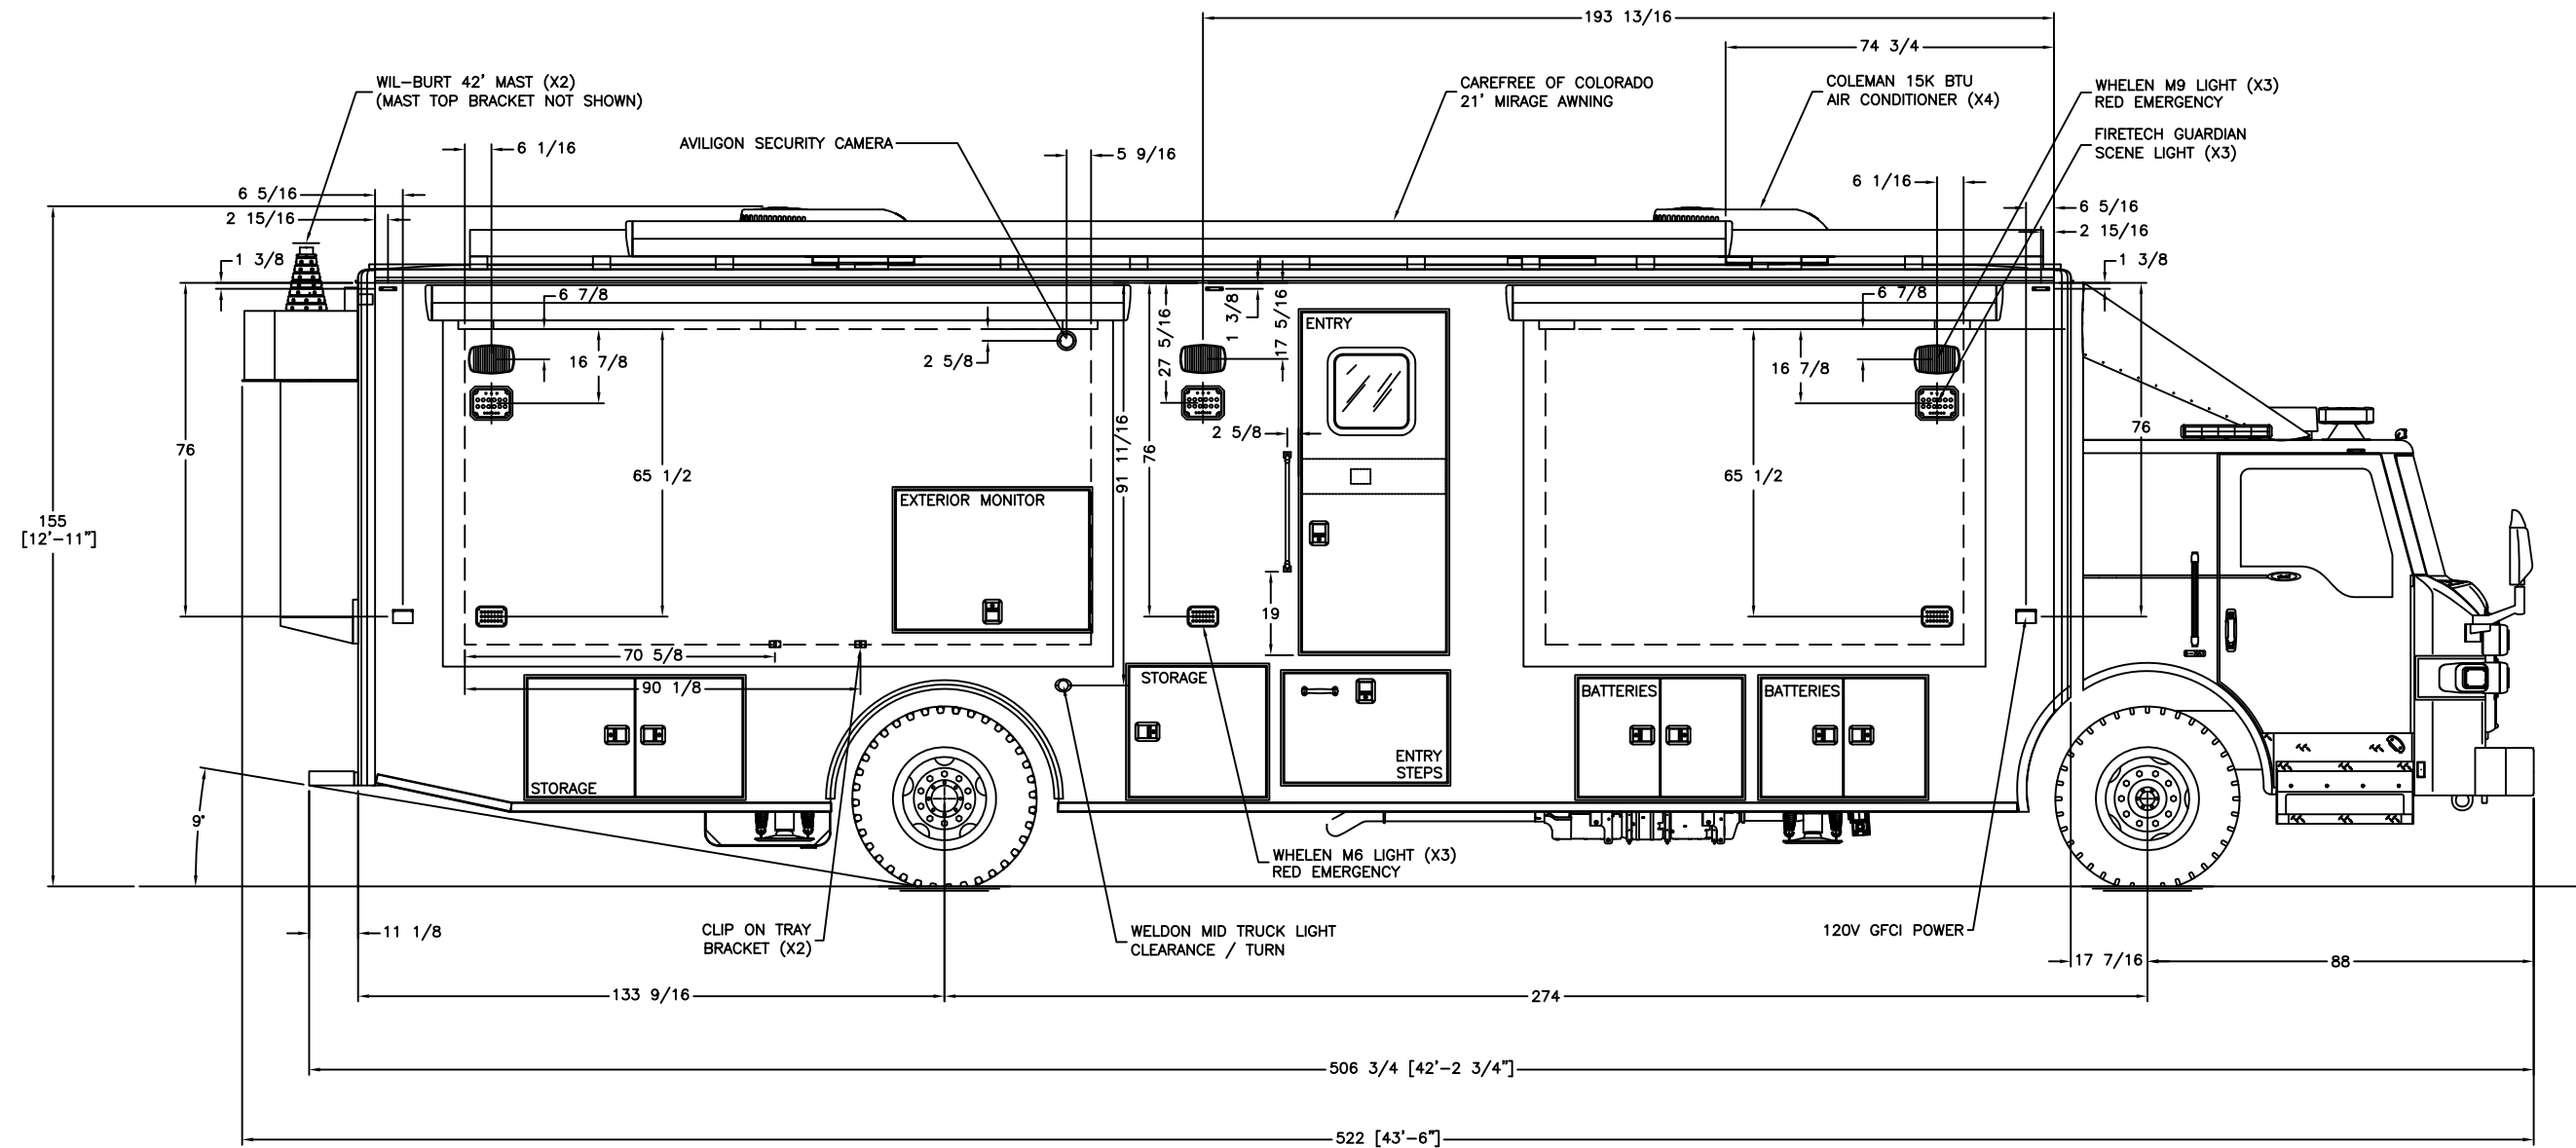 193 13/16
74 3/4
WIL-BURT 42' MAST (X2)
(MAST TOP BRACKET NOT SHOWN)
CAREFREE OF COLORADO
21' MIRAGE AWNING
COLEMAN 15K BTU
AIR CONDITIONER (X4)
WHELEN M9 LIGHT (X3)
RED EMERGENCY
FIRETECH GUARDIAN
SCENE LIGHT (X3)
AVILIGON SECURITY CAMERA
6 1/16
5 9/16
6 1/16
6 5/16
2 15/16
1 3/8
6 5/16
2 15/16
1 3/8
6 7/8
16 7/8
2 5/8
27 5/16
1 3/8
17 5/16
6 7/8
16 7/8
ENTRY
76
65 1/2
91 11/16
76
2 5/8
65 1/2
76
EXTERIOR MONITOR
155
[12'-11"]
19
70 5/8
90 1/8
STORAGE
STORAGE
ENTRY
STEPS
BATTERIES
BATTERIES
9°
WHELEN M6 LIGHT (X3)
RED EMERGENCY
CLIP ON TRAY
BRACKET (X2)
WELDON MID TRUCK LIGHT
CLEARANCE / TURN
120V GFCI POWER
11 1/8
17 7/16
88
133 9/16
274
506 3/4 [42'-2 3/4"]
522 [43'-6"]